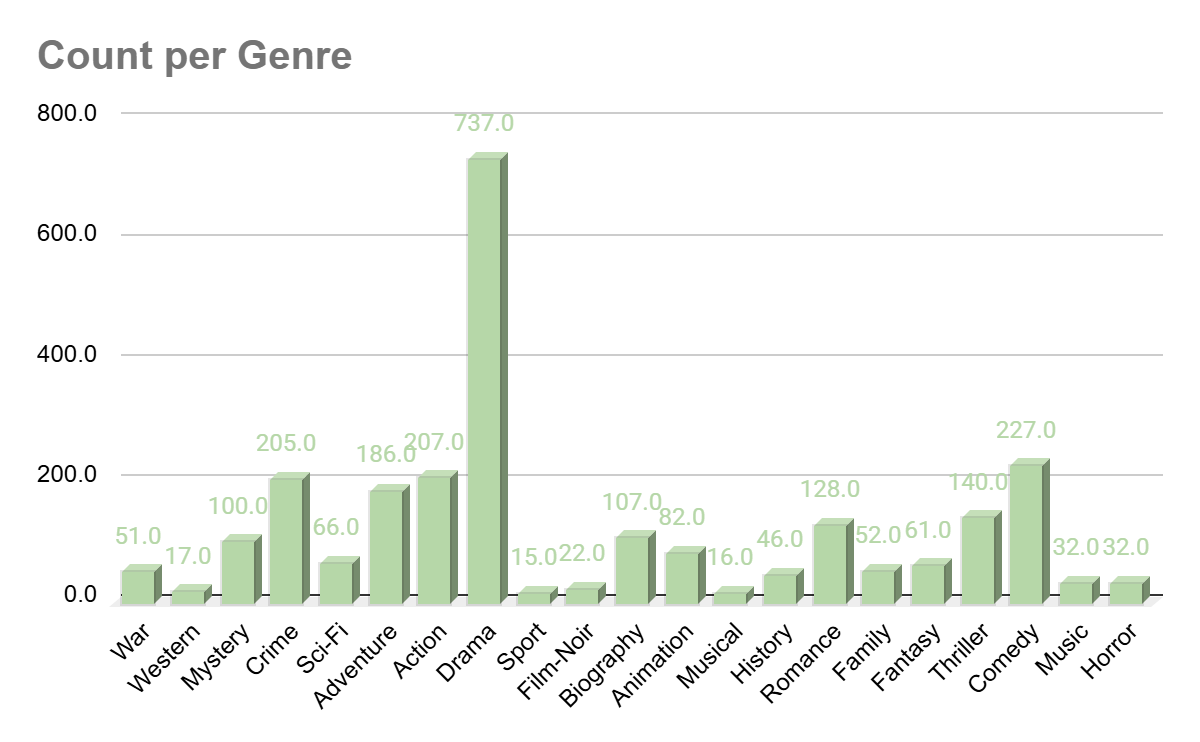 Count per Genre
800.0
600.0
400.0
200.0
0.0
51.0
17.0
100.0
205.0
66.0
186.0
207.0
737.0
15.0
22.0
107.0
82.0
16.0
46.0
128.0
52.0
61.0
140.0
227.0
32.0
32.0
War
Western
Mystery
Crime
Sci-Fi
Adventure
Action
Drama
Sport
Film-Noir
Biography
Animation
Musical
History
Romance
Family
Fantasy
Thriller
Comedy
Music
Horror